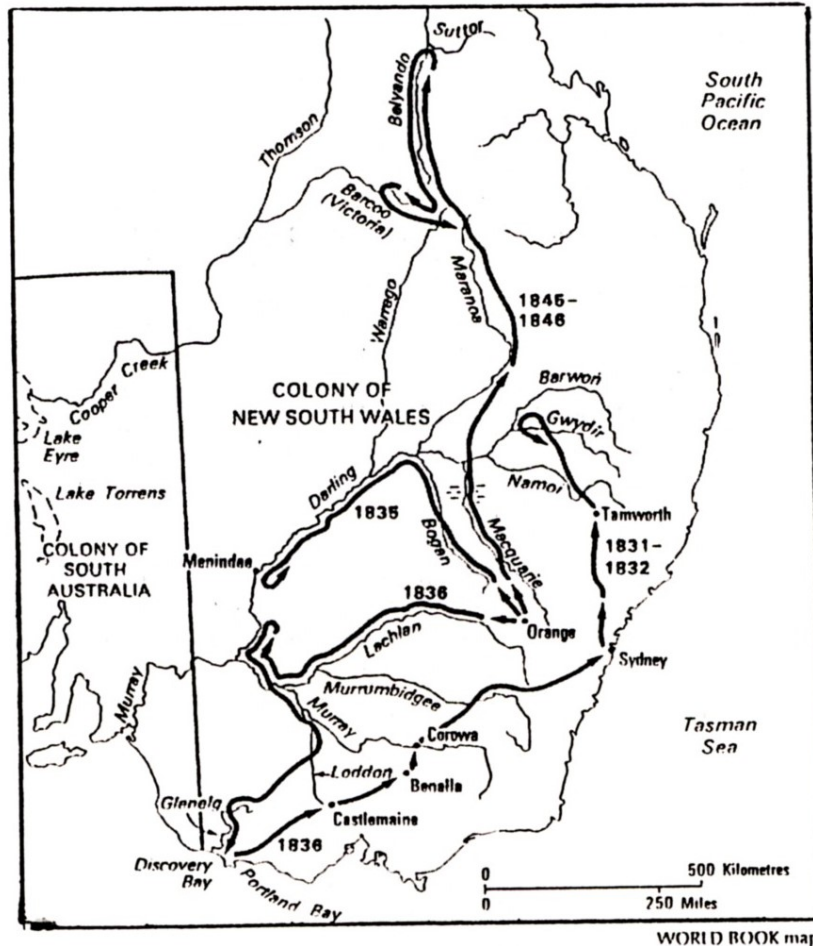 Suttor
South
Pacific
Ocean
Belyando
Thomson
Barcoo
(Victoria)
Maranoa
Warrego
1845–
1846
Cooper Creek
COLONY OF
NEW SOUTH WALES
Barwon
Gwydir
Lake
Eyre
Namoi
Lake Torrens
Darling
1835
Bogan
Macquarie
Tamworth
1831–
1832
COLONY OF
SOUTH
AUSTRALIA
Menindee
1836
Orange
Lachlan
Sydney
Murray
Murrumbidgee
Murray
Corowa
Tasman
Sea
Loddon
Benalla
Glenelg
Castlemaine
1836
Discovery
Bay
Portland Bay
0 500 Kilometres
0 250 Miles
WORLD BOOK map